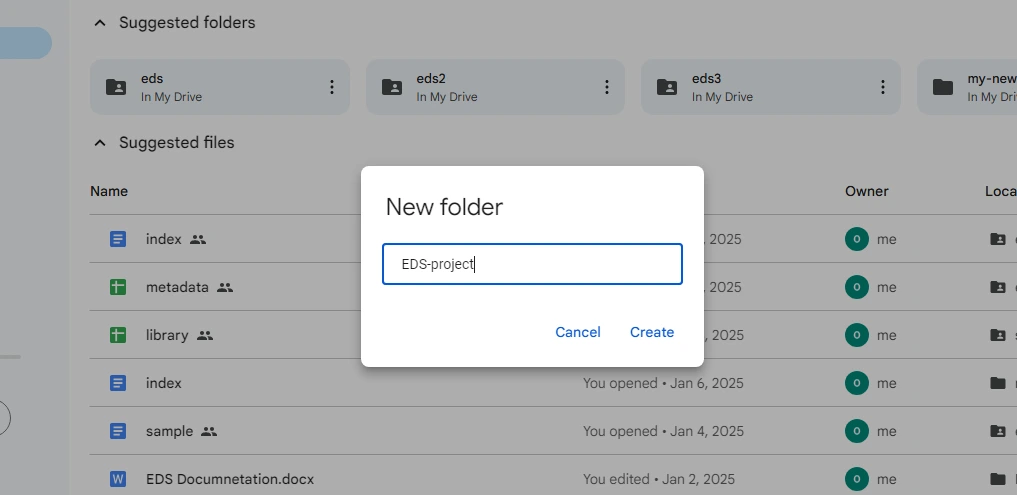 Suggested folders
eds
In My Drive
eds2
In My Drive
eds3
In My Drive
my-new
In My
Suggested files
Name
Owner
New folder
EDS-project
Cancel Create
index , 2025 o me
metadata 2025 o me
library , 2025 o me
index You opened • Jan 6, 2025 o me
sample You opened • Jan 4, 2025 o me
W EDS Documnetation.docx You edited • Jan 2, 2025 o me